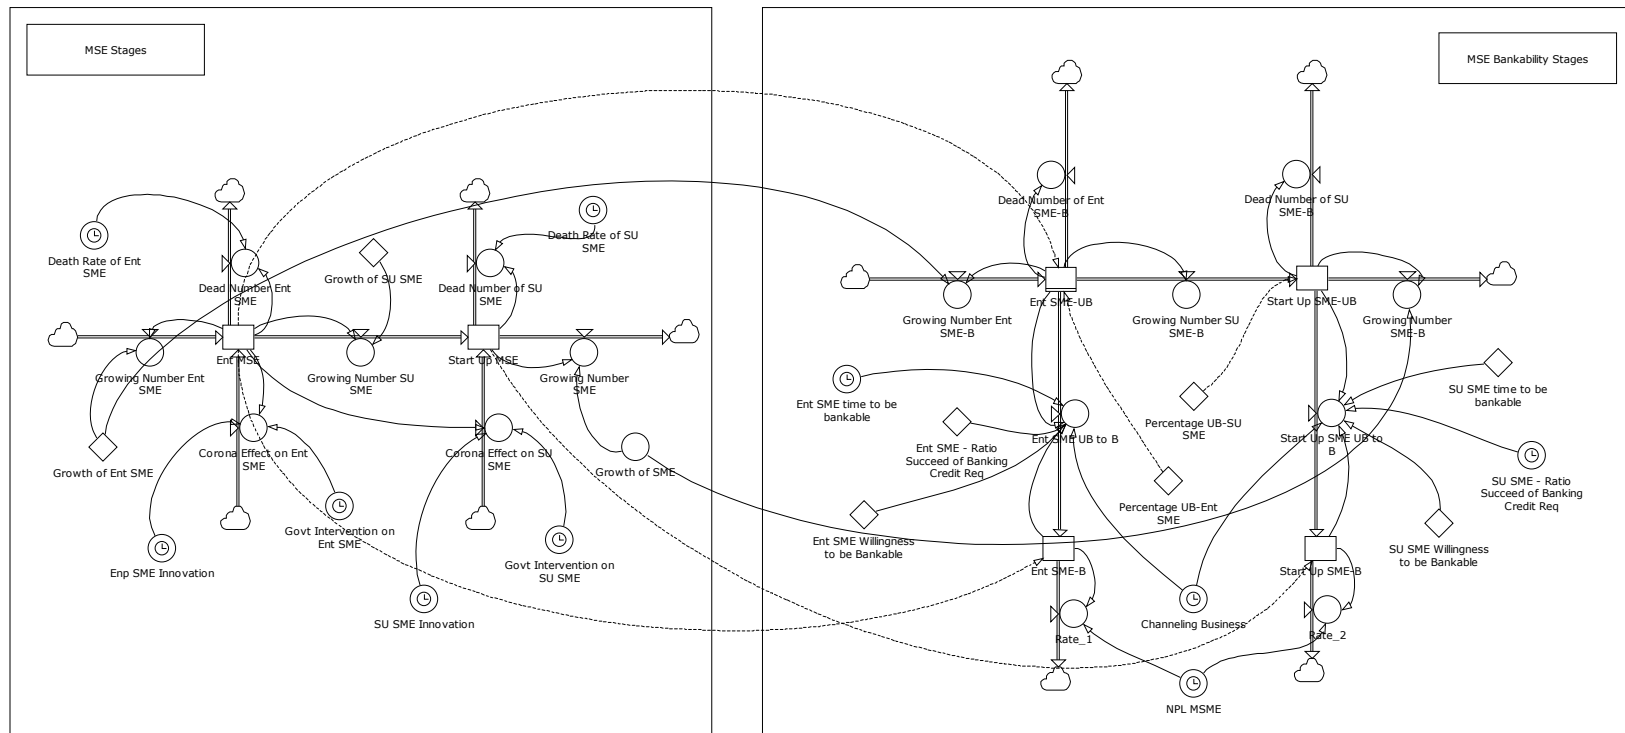 MSE Stages
MSE Bankability Stages
Death Rate of Ent
SME
Dead Number Ent
SME
Growth of SU SME
Death Rate of SU
SME
Dead Number of SU
SME
Ent MSE
Start Up MSE
Growing Number Ent
SME
Growing Number SU
SME
Growing Number
SME
Growth of Ent SME
Corona Effect on Ent
SME
Corona Effect on SU
SME
Growth of SME
Govt Intervention on
Ent SME
Enp SME Innovation
Govt Intervention on
SU SME
SU SME Innovation
Dead Number of Ent
SME-B
Dead Number of SU
SME-B
Ent SME-UB
Start Up SME-UB
Growing Number Ent
SME-B
Growing Number SU
SME-B
Growing Number
SME-B
Ent SME time to be
bankable
SU SME time to be
bankable
Ent SME UB to B
Percentage UB-SU
SME
Start Up SME UB to
B
Ent SME - Ratio
Succeed of Banking
Credit Req
SU SME - Ratio
Succeed of Banking
Credit Req
Percentage UB-Ent
SME
Ent SME Willingness
to be Bankable
SU SME Willingness
to be Bankable
Ent SME-B
Start Up SME-B
Channeling Business
Rate_1
Rate_2
NPL MSME